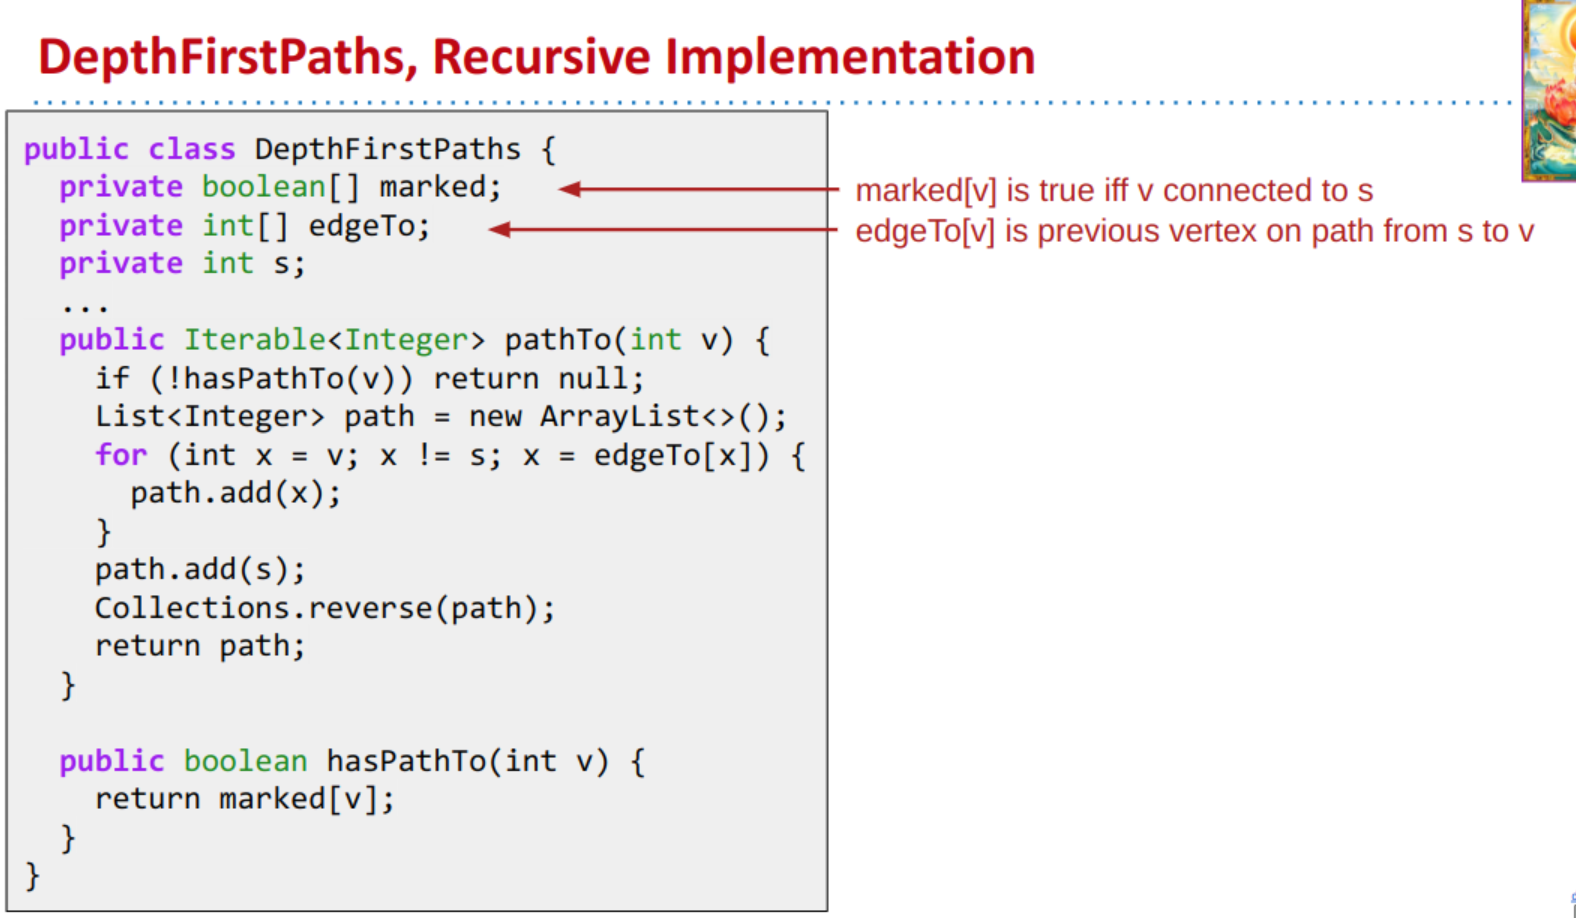 DepthFirstPaths, Recursive Implementation
public class DepthFirstPaths {
  private boolean[] marked;
  private int[] edgeTo;
  private int s;
  ...
  public Iterable<Integer> pathTo(int v) {
    if (!hasPathTo(v)) return null;
    List<Integer> path = new ArrayList<>();
    for (int x = v; x != s; x = edgeTo[x]) {
      path.add(x);
    }
    path.add(s);
    Collections.reverse(path);
    return path;
  }

  public boolean hasPathTo(int v) {
    return marked[v];
  }
}
marked[v] is true iff v connected to s
edgeTo[v] is previous vertex on path from s to v